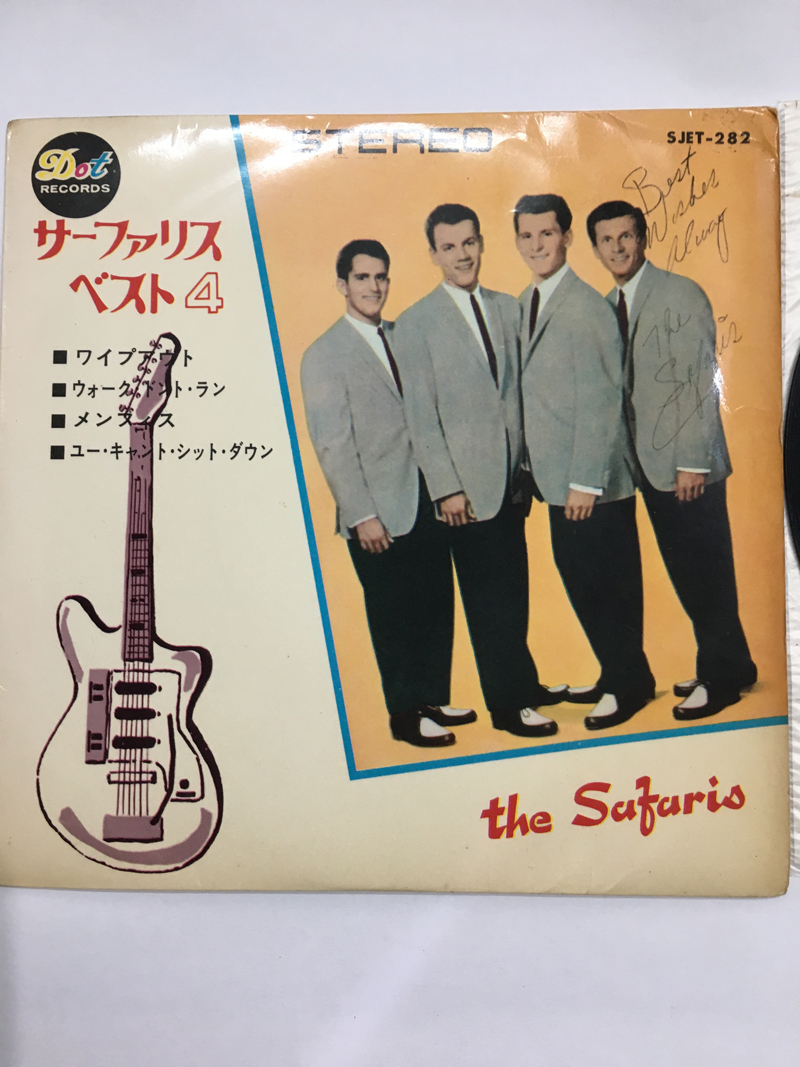 Dot
RECORDS
STEREO
SJET-282
サーファリス
ベスト4
■ワイプアウト
■ウォーク・ドント・ラン
■メンフィス
■ユー・キャント・シット・ダウン
Best
Wishes
Always
The
Safaris
the Safaris